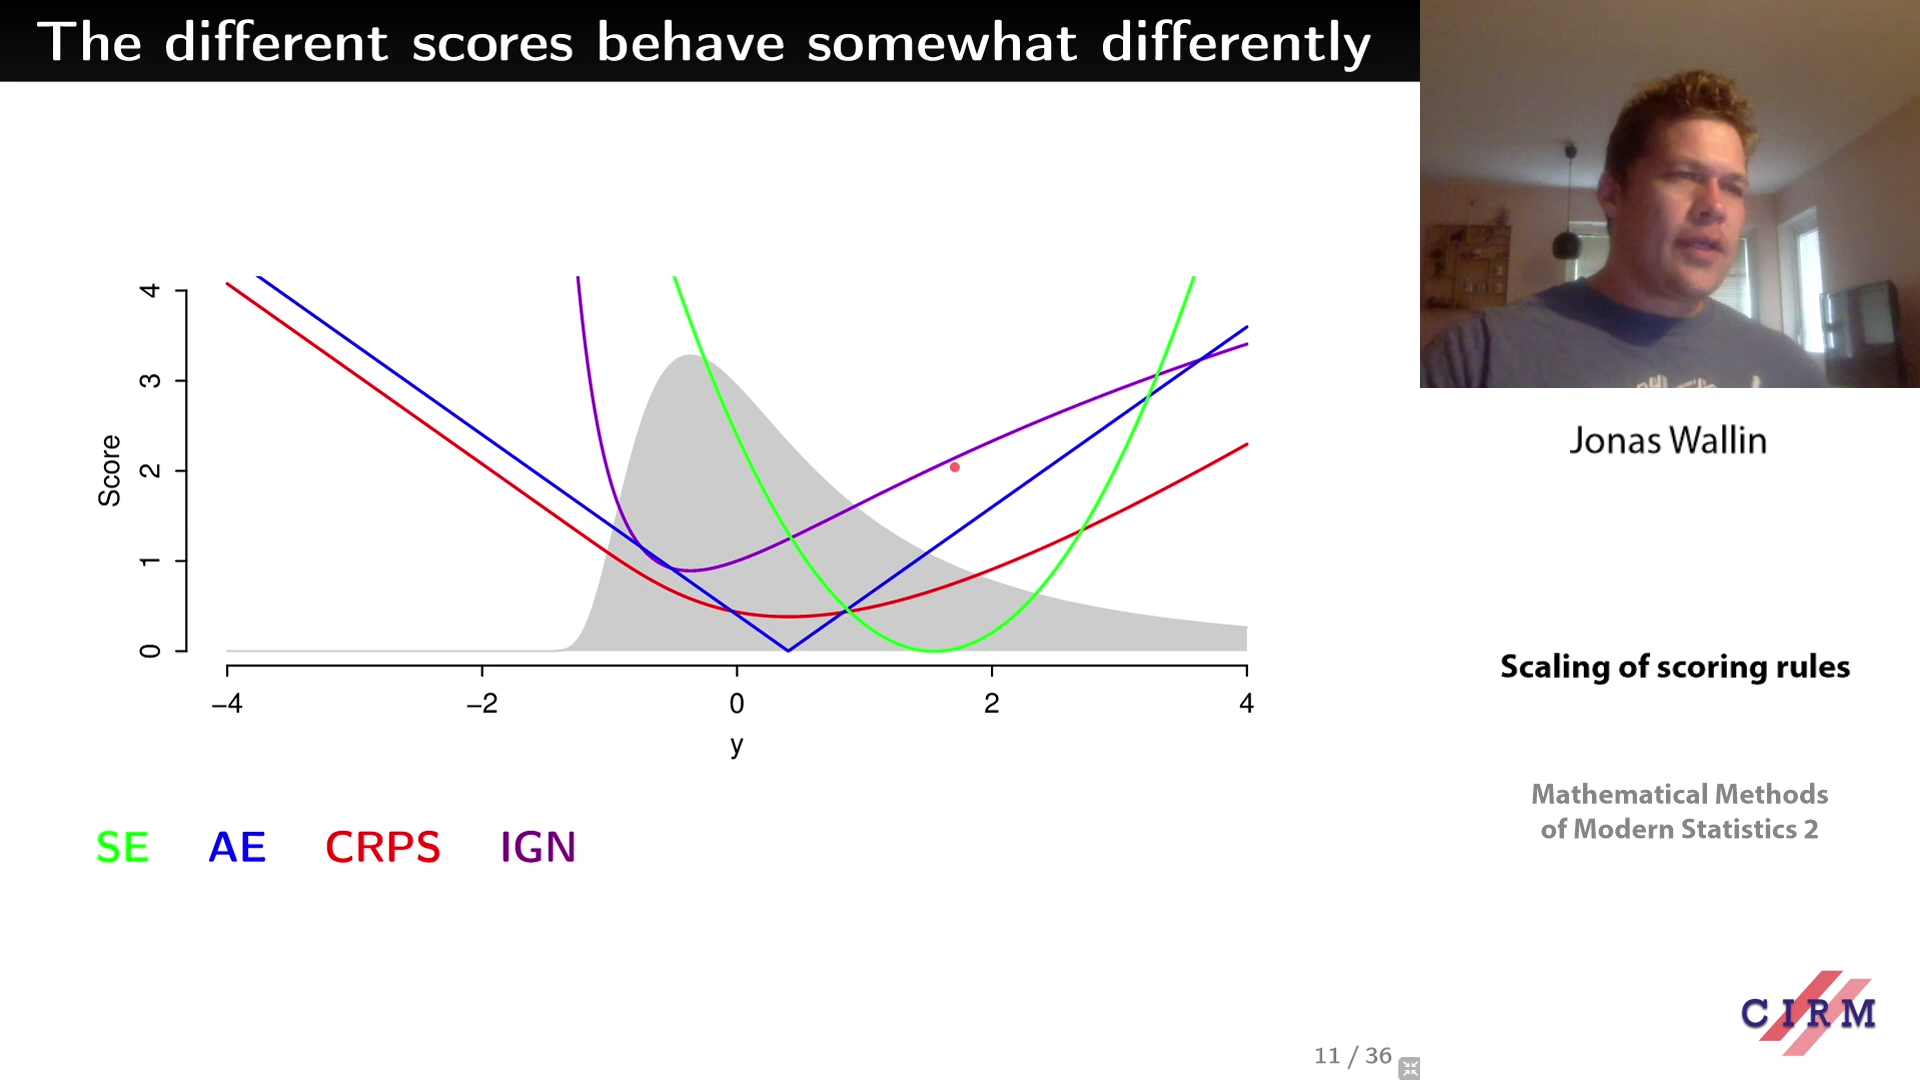 The different scores behave somewhat differently
Score
4
3
2
1
0
−4
−2
0
2
4
y
SE AE CRPS IGN
11 / 36
Jonas Wallin
Scaling of scoring rules
Mathematical Methods
of Modern Statistics 2
CIRM